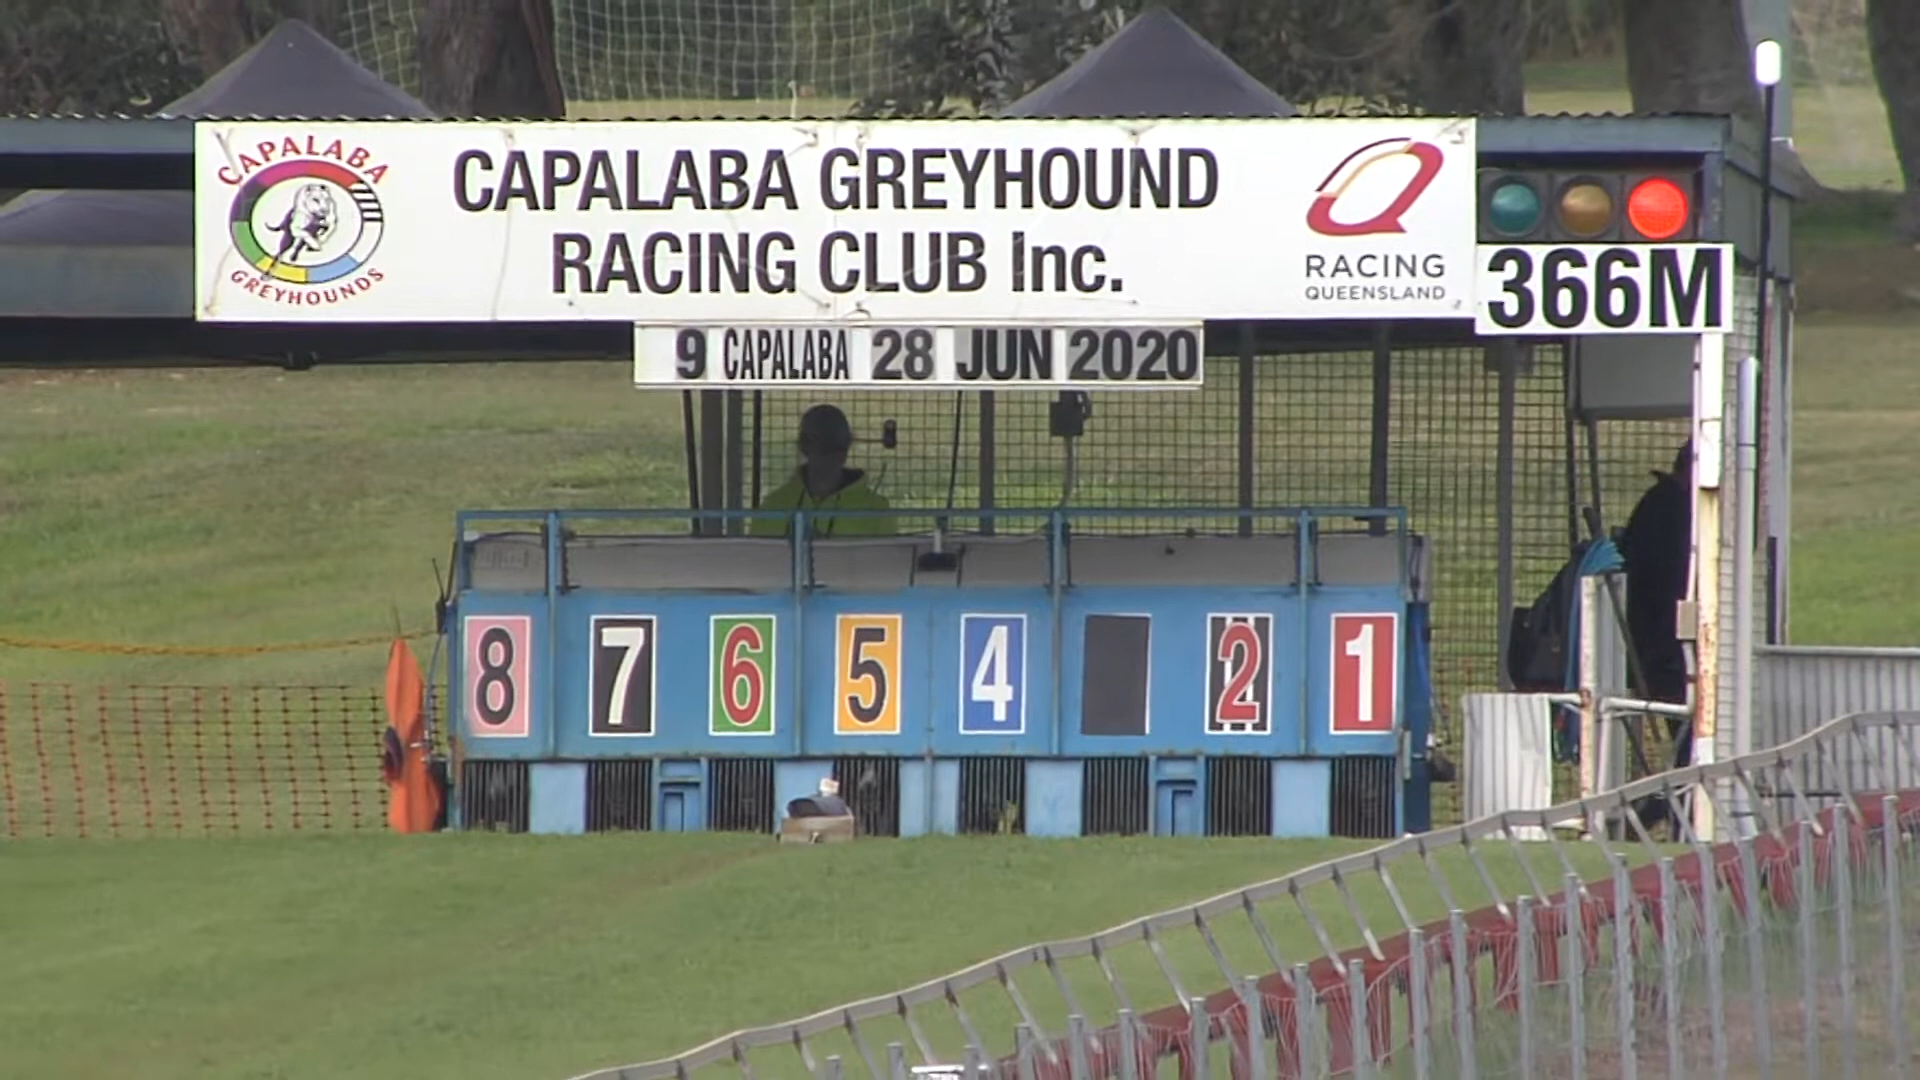 CAPALABA
GREYHOUNDS
CAPALABA GREYHOUND
RACING CLUB Inc.
RACING
QUEENSLAND
366M
9 CAPALABA 28 JUN 2020
8 7 6 5 4 2 1